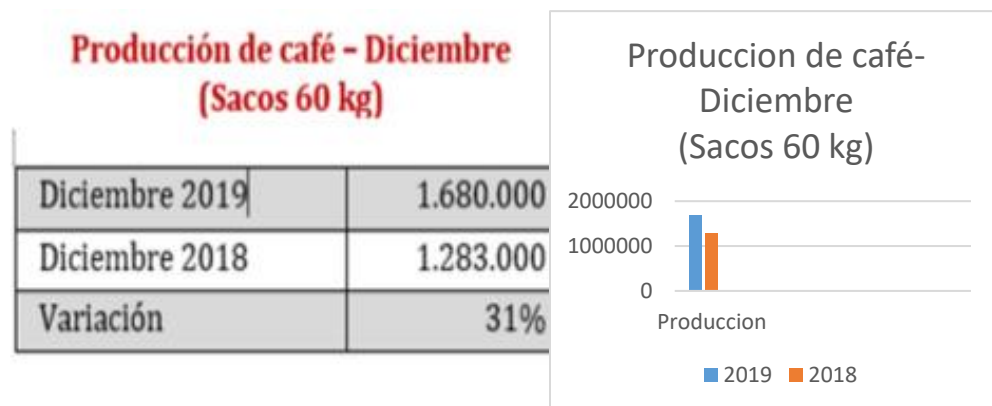 Producción de café – Diciembre
(Sacos 60 kg)
Diciembre 2019 1.680.000
Diciembre 2018 1.283.000
Variación 31%
Produccion de café-
Diciembre
(Sacos 60 kg)
2000000
1000000
0
Produccion
2019 2018